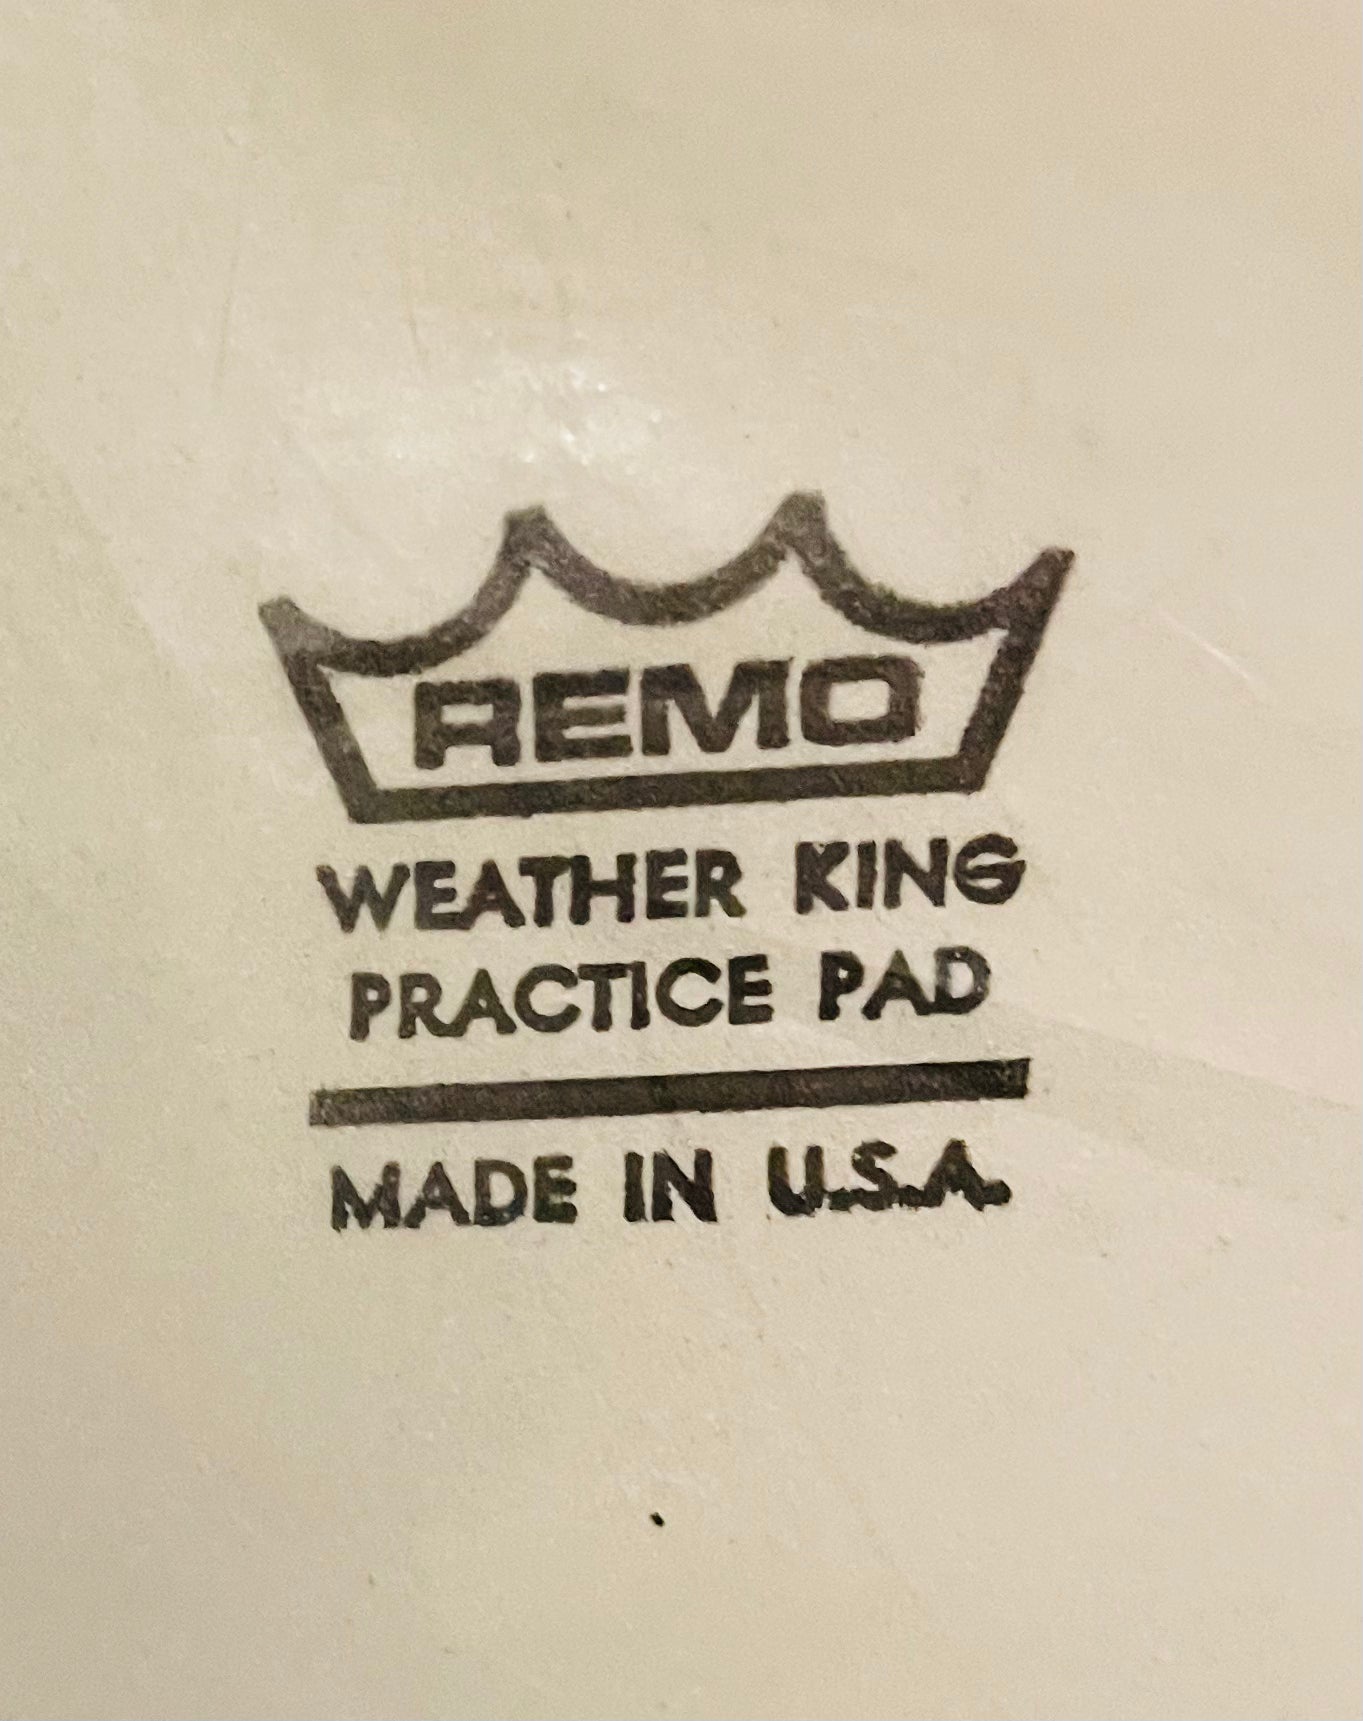 REMO
WEATHER KING
PRACTICE PAD
MADE IN U.S.A.